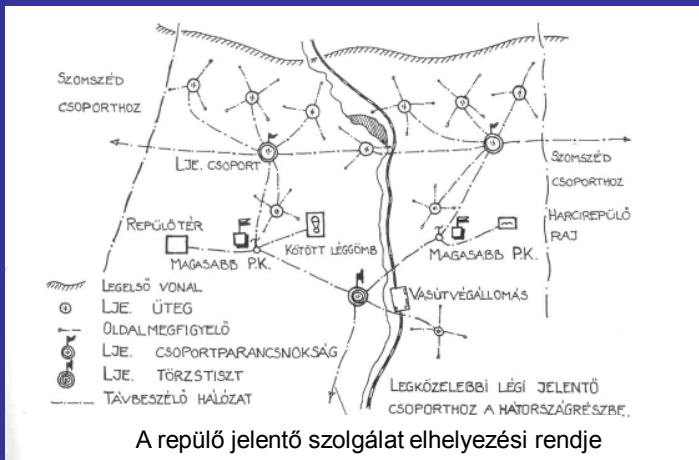 SZOMSZÉD
CSOPORTHOZ
LJE. CSOPORT
SZOMSZÉD
CSOPORTHOZ
HARCIREPÜLŐ
RAJ
REPÜLŐTÉR
MAGASABB P.K.
KÖTÖTT LÉGGÖMB
MAGASABB P.K.
VASÚTVÉGÁLLOMÁS
LEGELSŐ VONAL
LJE. ÜTEG
OLDALMEGFIGYELŐ
LJE. CSOPORTPARANCSNOKSÁG
LJE. TÖRZSTISZT
TÁVBESZÉLŐ HÁLÓZAT
LEGKÖZELEBBI LÉGI JELENTŐ
CSOPORTHOZ A HÁTORSZÁGRÉSZBE.
A repülő jelentő szolgálat elhelyezési rendje